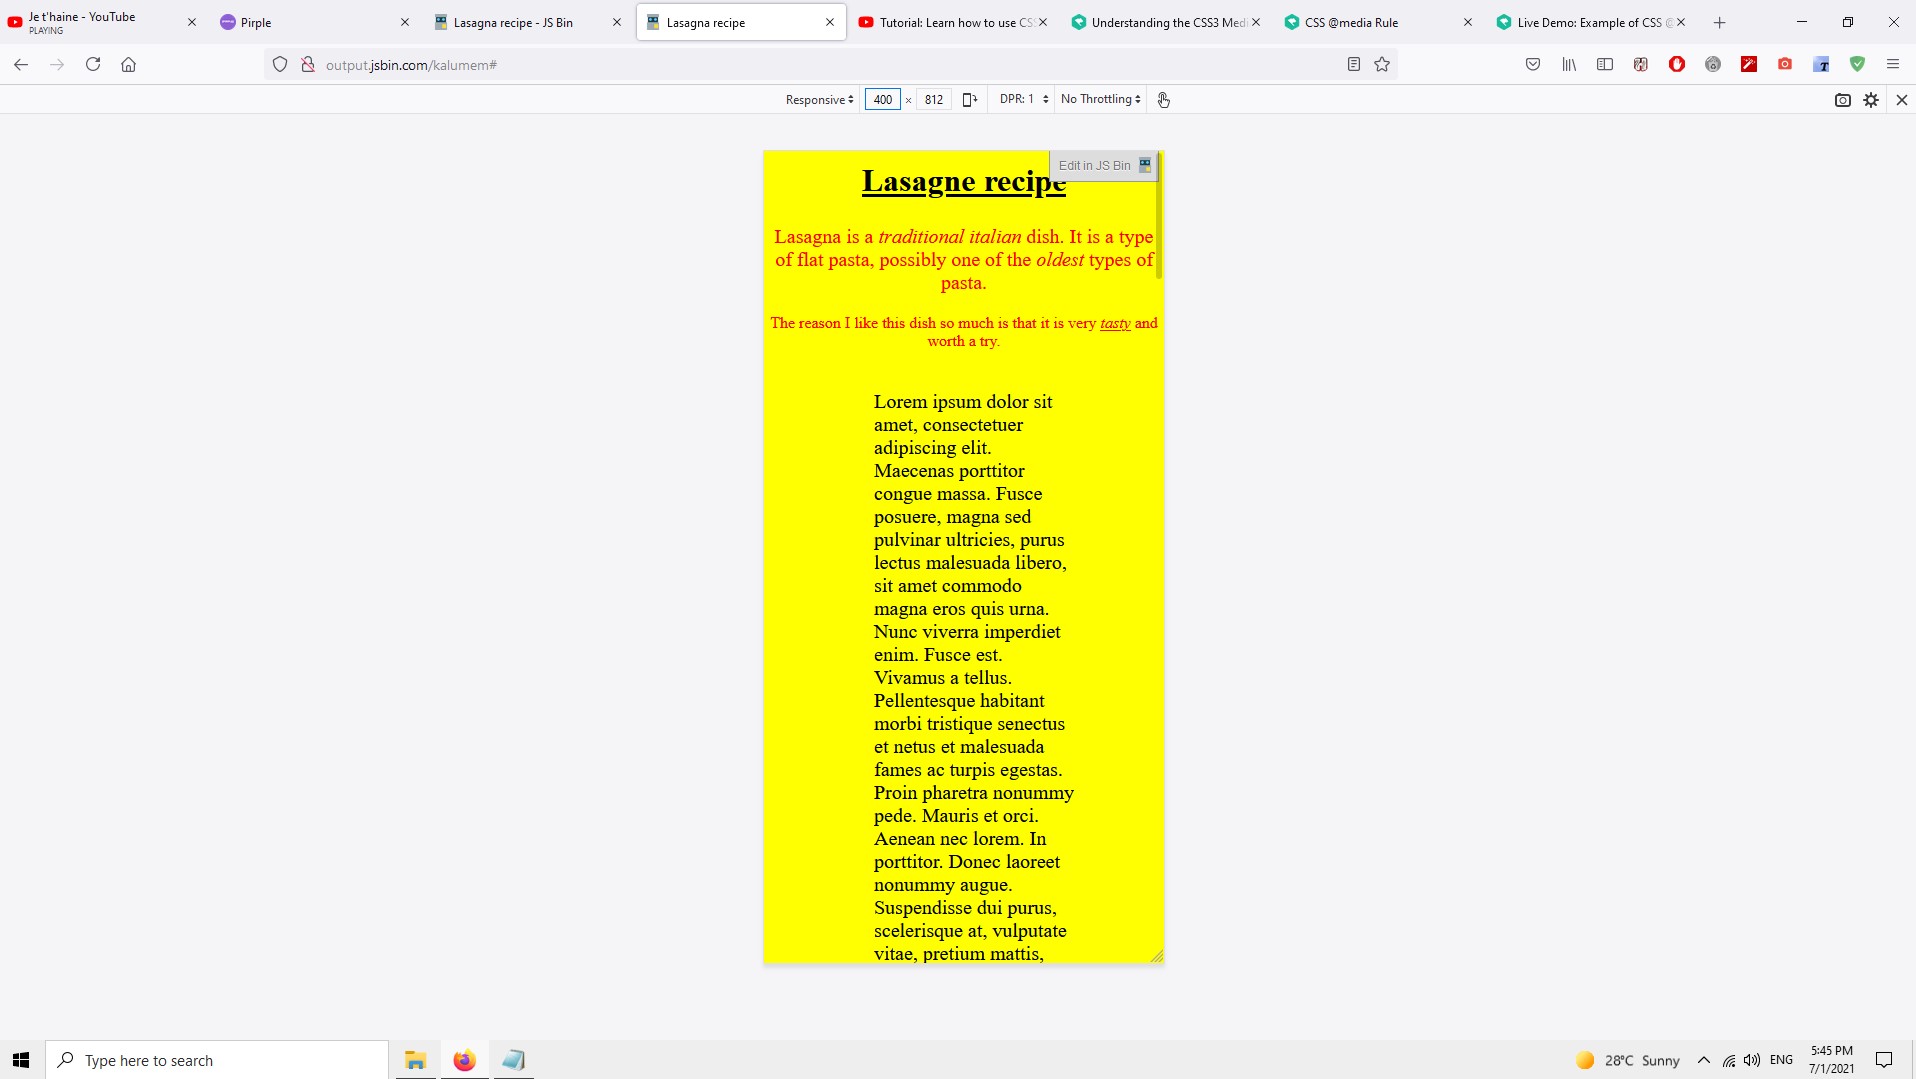 Je t'haine - YouTube
PLAYING
Pirple
Lasagna recipe - JS Bin
Lasagna recipe
Tutorial: Learn how to use CS
Understanding the CSS3 Medi
CSS @media Rule
Live Demo: Example of CSS @
output.jsbin.com/kalumem#
Responsive 400 × 812 DPR: 1 No Throttling
Edit in JS Bin
Lasagne recipe
Lasagna is a traditional italian dish. It is a type
of flat pasta, possibly one of the oldest types of
pasta.
The reason I like this dish so much is that it is very tasty and
worth a try.
Lorem ipsum dolor sit
amet, consectetuer
adipiscing elit.
Maecenas porttitor
congue massa. Fusce
posuere, magna sed
pulvinar ultricies, purus
lectus malesuada libero,
sit amet commodo
magna eros quis urna.
Nunc viverra imperdiet
enim. Fusce est.
Vivamus a tellus.
Pellentesque habitant
morbi tristique senectus
et netus et malesuada
fames ac turpis egestas.
Proin pharetra nonummy
pede. Mauris et orci.
Aenean nec lorem. In
porttitor. Donec laoreet
nonummy augue.
Suspendisse dui purus,
scelerisque at, vulputate
vitae, pretium mattis,
Type here to search
28°C Sunny
ENG
5:45 PM
7/1/2021